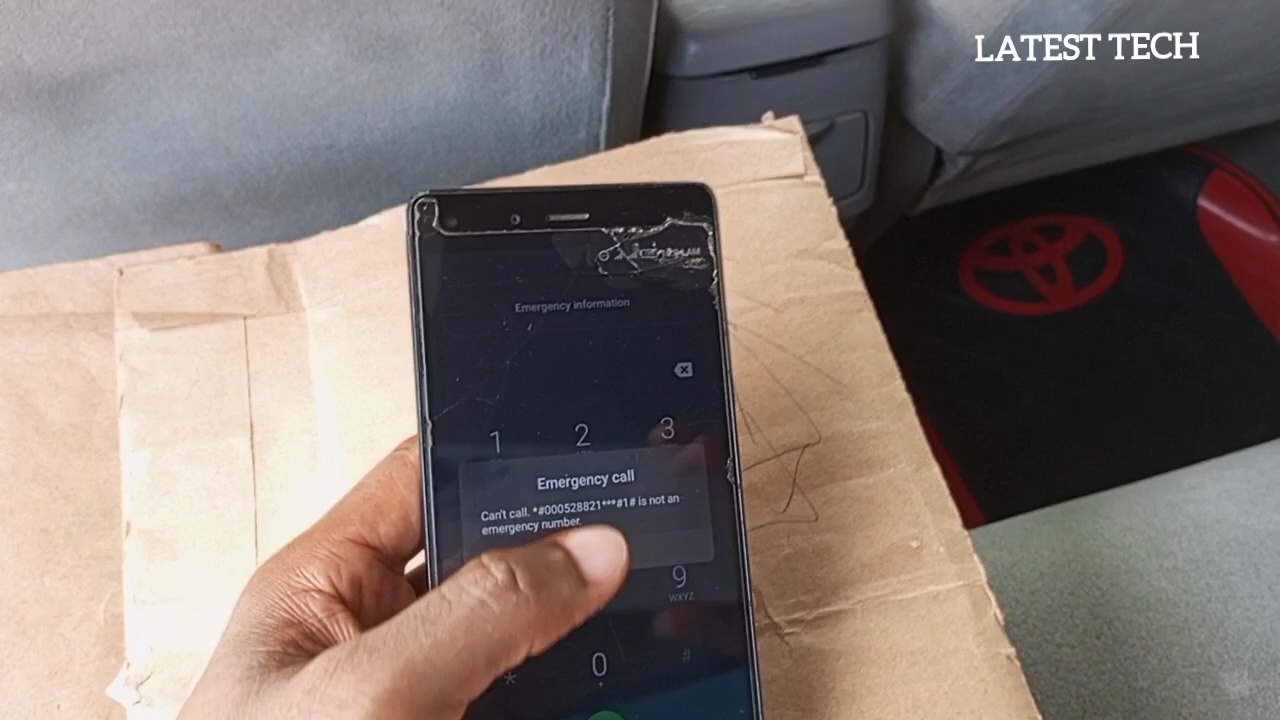 LATEST TECH
Emergency information
1 2 3
Emergency call
Can't call. *#000528821***#1# is not an
emergency number.
9
WXYZ
* 0 #
+